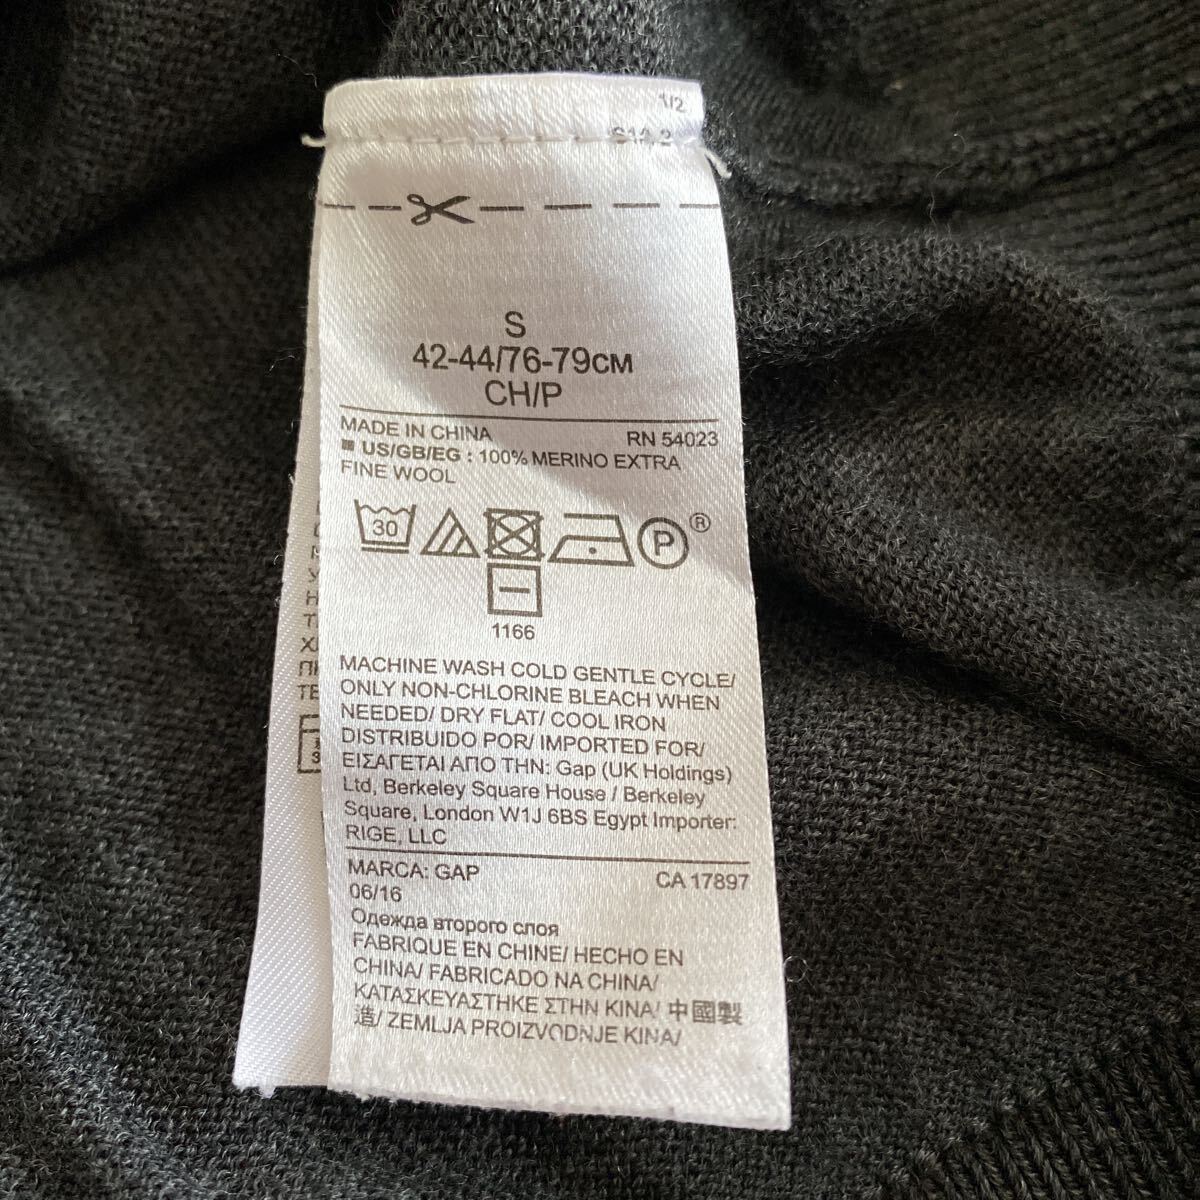 1/2
S
42-44/76-79см
CH/P
MADE IN CHINA RN 54023
■ US/GB/EG : 100% MERINO EXTRA
FINE WOOL
30 P®
1166
MACHINE WASH COLD GENTLE CYCLE/
ONLY NON-CHLORINE BLEACH WHEN
NEEDED/ DRY FLAT/ COOL IRON
DISTRIBUIDO POR/ IMPORTED FOR/
ΕΙΣΑΓΕΤΑΙ ΑΠΟ ΤΗΝ: Gap (UK Holdings)
Ltd, Berkeley Square House / Berkeley
Square, London W1J 6BS Egypt Importer:
RIGE, LLC
MARCA: GAP CA 17897
06/16
Одежда второго слоя
FABRIQUE EN CHINE/ HECHO EN
CHINA/ FABRICADO NA CHINA/
ΚΑΤΑΣΚΕΥΑΣΤΗΚΕ ΣΤΗΝ ΚΙΝΑ/ 中國製
造/ ZEMLJA PROIZVODNJE KINA/